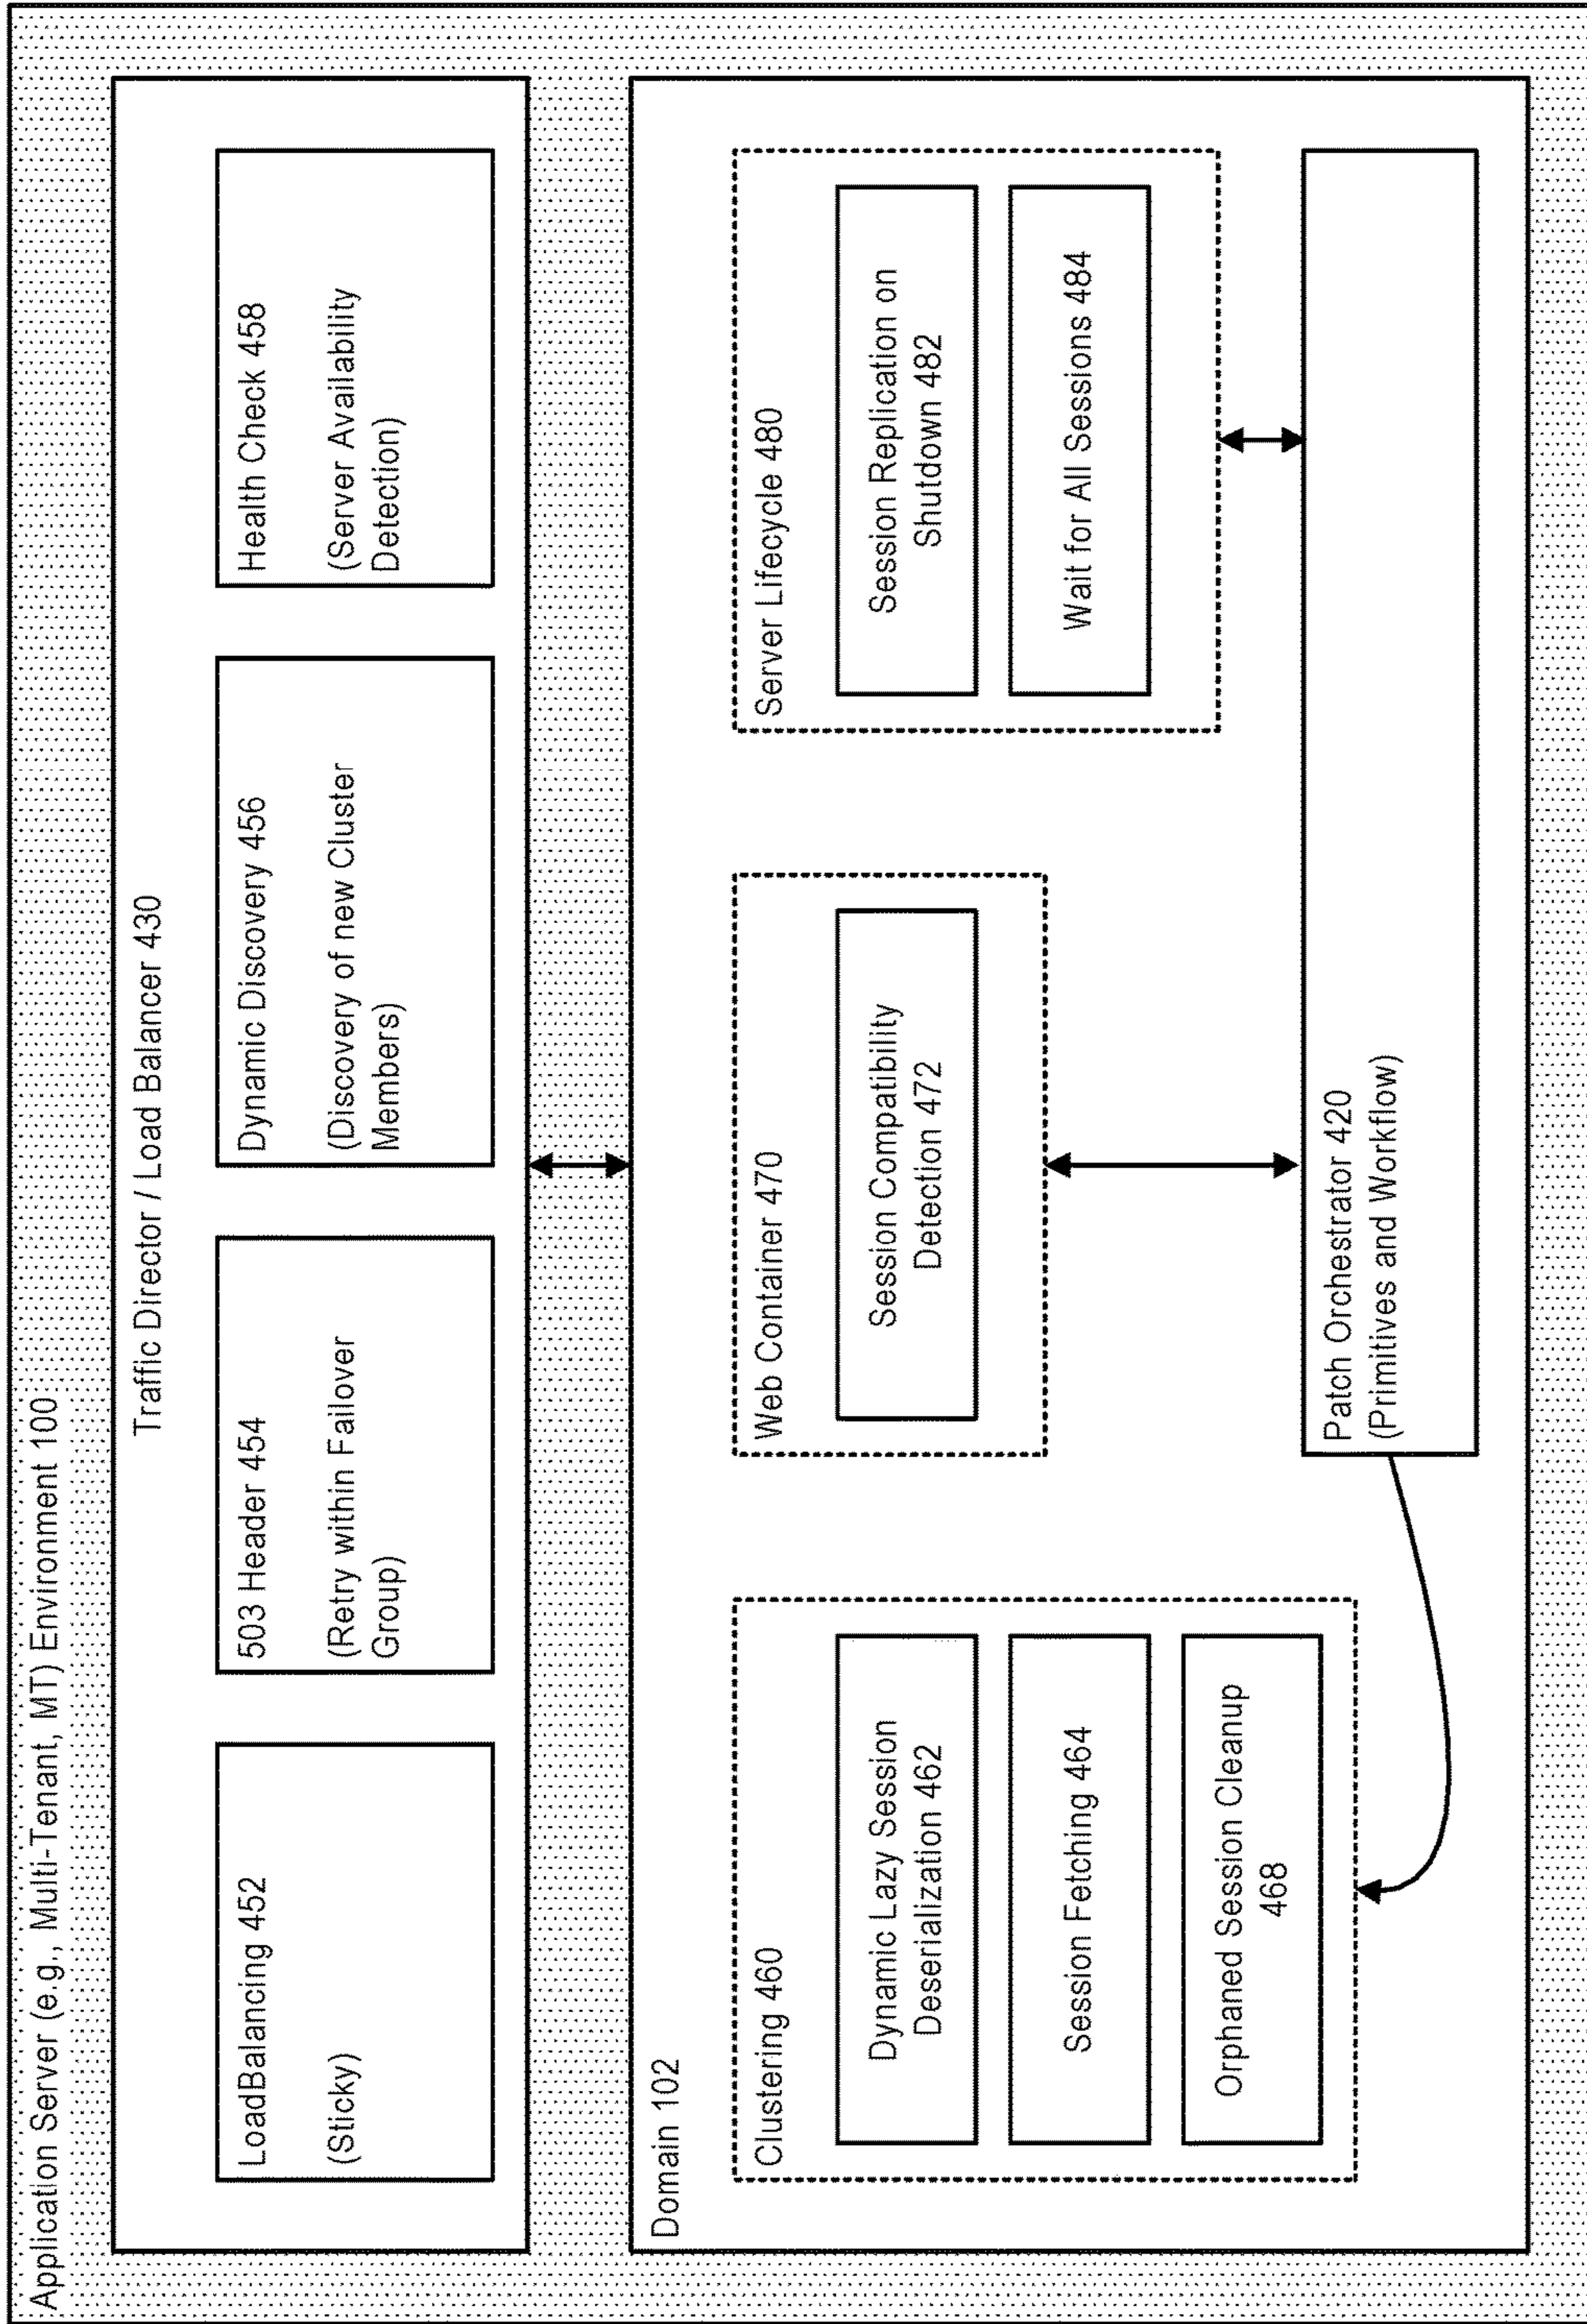 Application Server (e.g., Multi-Tenant, MT) Environment 100
Traffic Director / Load Balancer 430
LoadBalancing 452
(Sticky)
503 Header 454
(Retry within Failover
Group)
Dynamic Discovery 456
(Discovery of new Cluster
Members)
Health Check 458
(Server Availability
Detection)
Domain 102
Clustering 460
Dynamic Lazy Session
Deserialization 462
Session Fetching 464
Orphaned Session Cleanup
468
Web Container 470
Session Compatibility
Detection 472
Server Lifecycle 480
Session Replication on
Shutdown 482
Wait for All Sessions 484
Patch Orchestrator 420
(Primitives and Workflow)